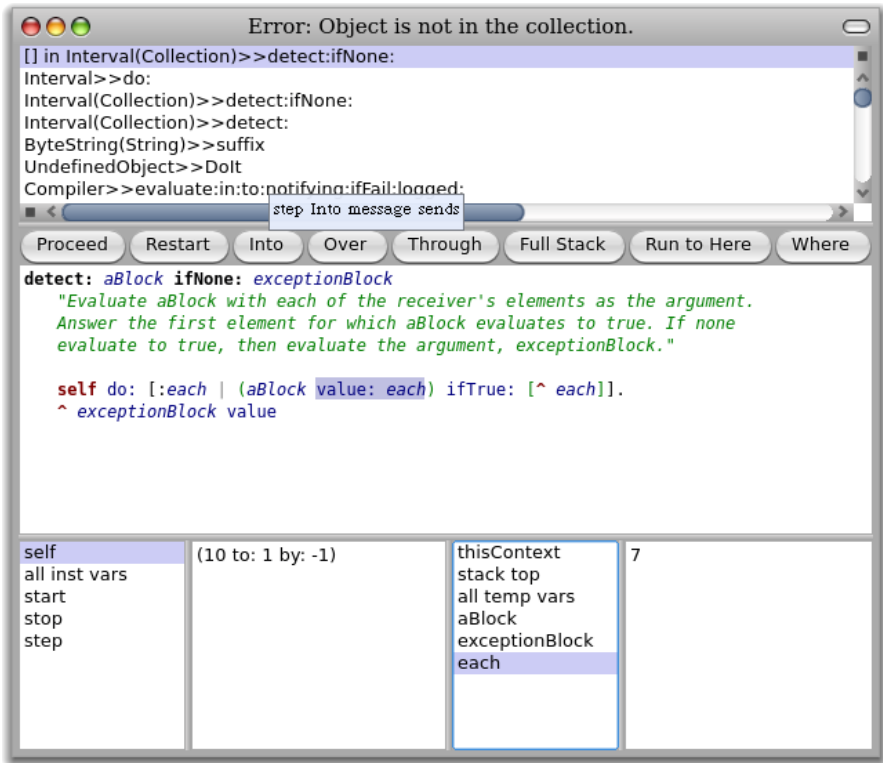 Error: Object is not in the collection.
[] in Interval(Collection)>>detect:ifNone:
Interval>>do:
Interval(Collection)>>detect:ifNone:
Interval(Collection)>>detect:
ByteString(String)>>suffix
UndefinedObject>>DoIt
Compiler>>evaluate:in:to:notifying:ifFail:logged:
step Into message sends
Proceed Restart Into Over Through Full Stack Run to Here Where
detect: aBlock ifNone: exceptionBlock
"Evaluate aBlock with each of the receiver's elements as the argument.
Answer the first element for which aBlock evaluates to true. If none
evaluate to true, then evaluate the argument, exceptionBlock."
self do: [:each | (aBlock value: each) ifTrue: [^ each]].
^ exceptionBlock value
self
all inst vars
start
stop
step
(10 to: 1 by: -1)
thisContext
stack top
all temp vars
aBlock
exceptionBlock
each
7